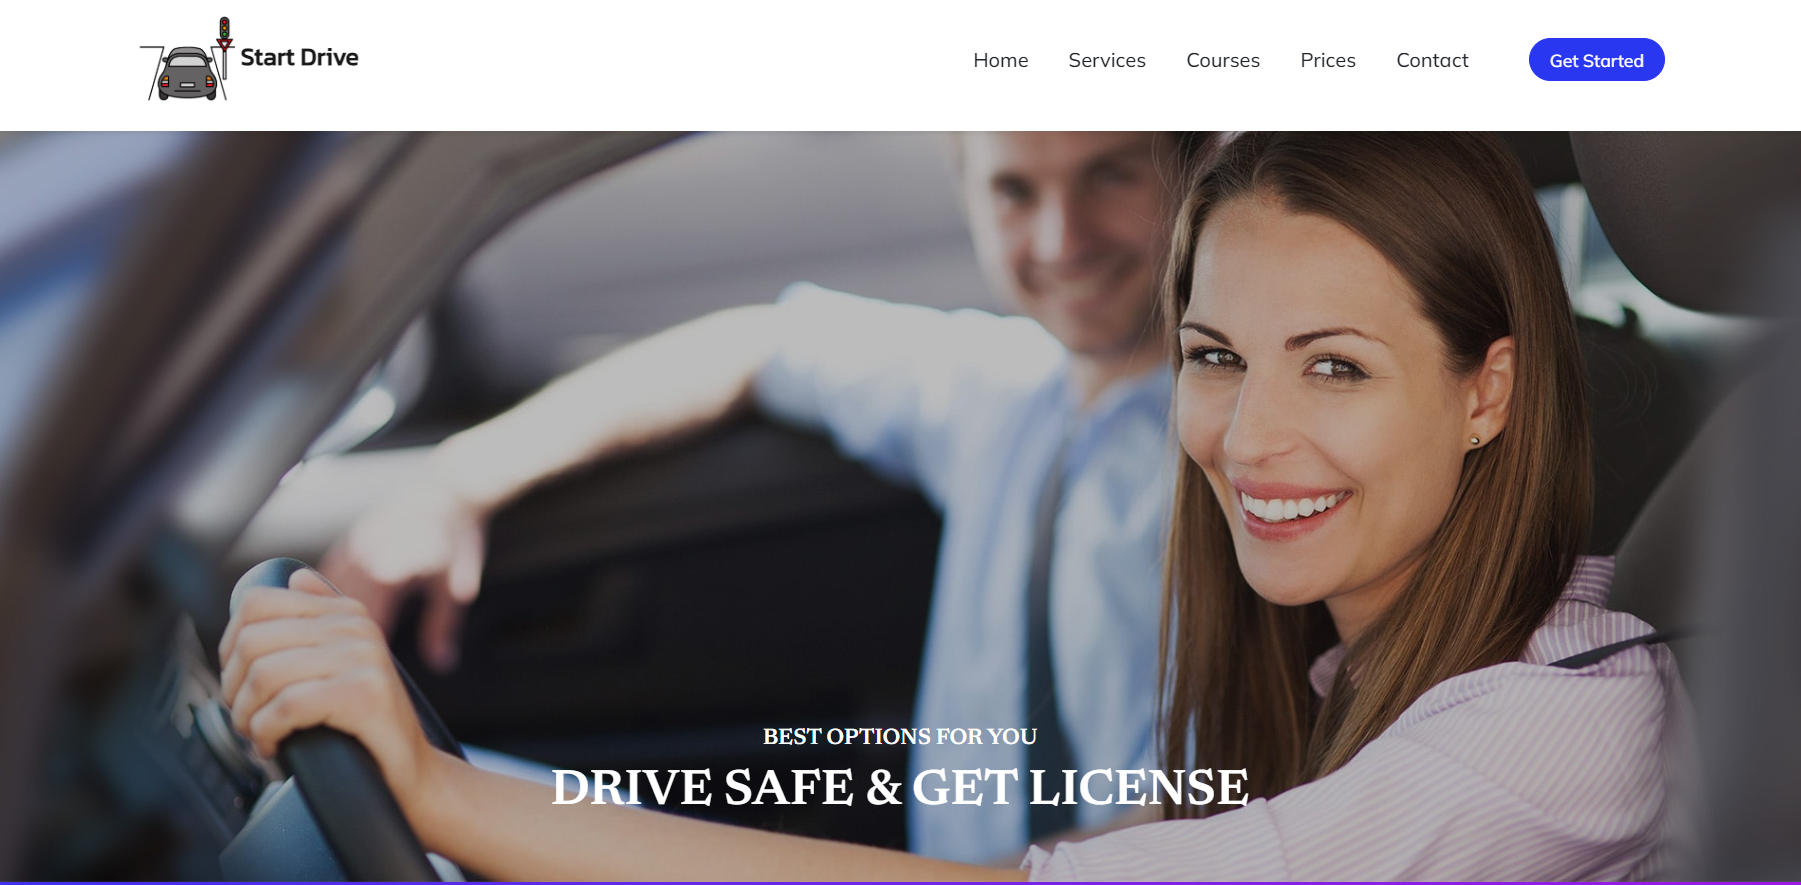 Start Drive
Home Services Courses Prices Contact Get Started
BEST OPTIONS FOR YOU
DRIVE SAFE & GET LICENSE